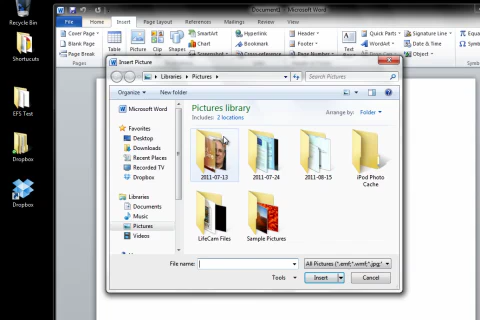 Recycle Bin
Shortcuts
EFS Test
Dropbox
Dropbox
Document1 - Microsoft Word
File Home Insert Page Layout References Mailings Review View
Cover Page
Blank Page
Page Break
Table
Picture
Clip
Shapes
SmartArt
Chart
Screenshot
Hyperlink
Bookmark
Cross-reference
Header
Footer
Page Number
Text
Quick Parts
WordArt
Signature Line
Date & Time
Object
Insert Picture
Libraries Pictures
Search Pictures
Organize New folder
Microsoft Word
Favorites
Desktop
Downloads
Recent Places
Recorded TV
Dropbox
Libraries
Documents
Music
Pictures
Videos
Pictures library
Includes: 2 locations
Arrange by: Folder
2011-07-13
2011-07-24
2011-08-15
iPod Photo Cache
LifeCam Files
Sample Pictures
File name:
All Pictures (*.emf;*.wmf;*.jpg;*
Tools
Insert
Cancel